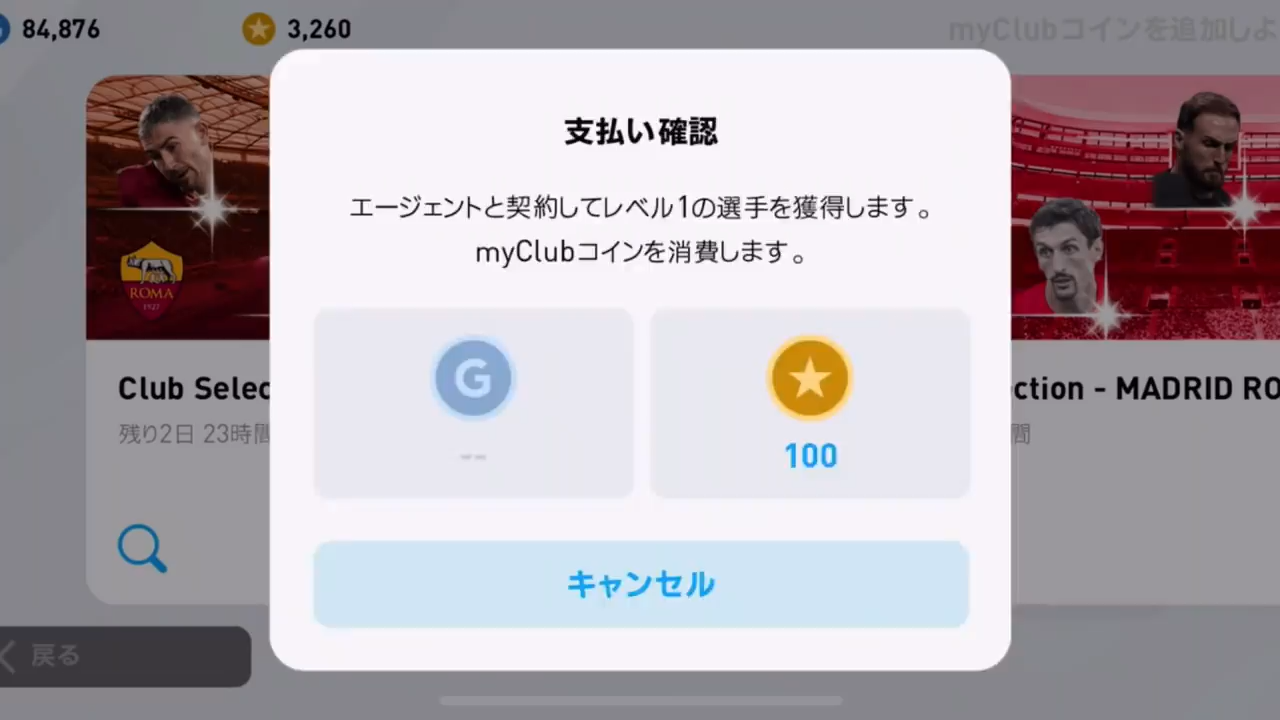 84,876
3,260
myClubコインを追加しよ
支払い確認
エージェントと契約してレベル1の選手を獲得します。
myClubコインを消費します。
ROMA
1927
G
--
100
Club Selec
残り2日 23時間
ction - MADRID RO
間
キャンセル
戻る